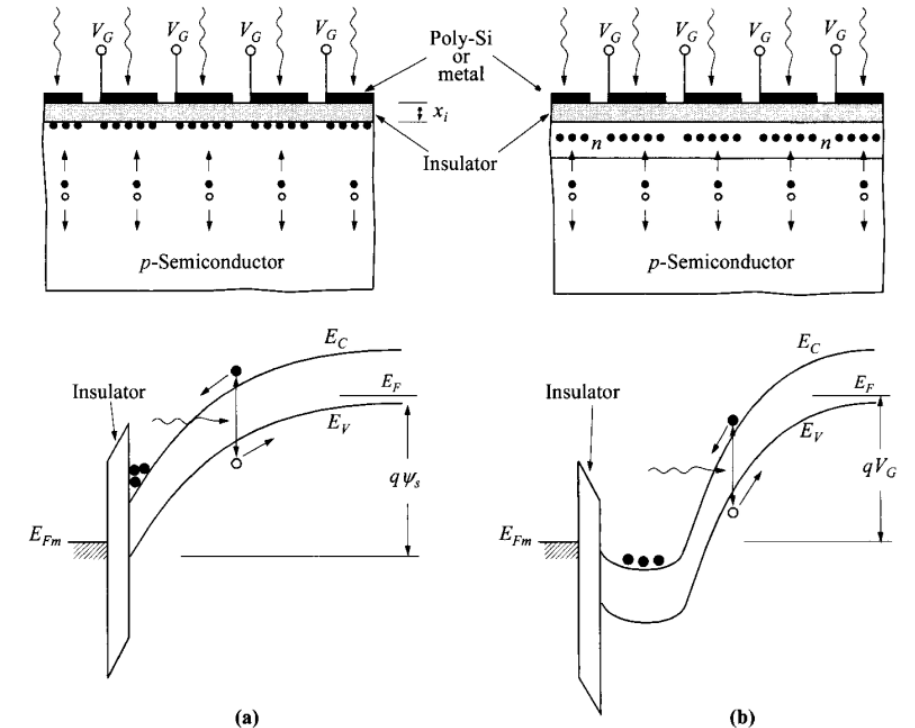 V_G V_G V_G V_G
Poly-Si
or
metal
V_G V_G V_G V_G
x_i
Insulator
n
n
p-Semiconductor
p-Semiconductor
E_C
Insulator
E_F
E_V
qψ_s
E_Fm
(a)
E_C
Insulator
E_F
E_V
qV_G
E_Fm
(b)